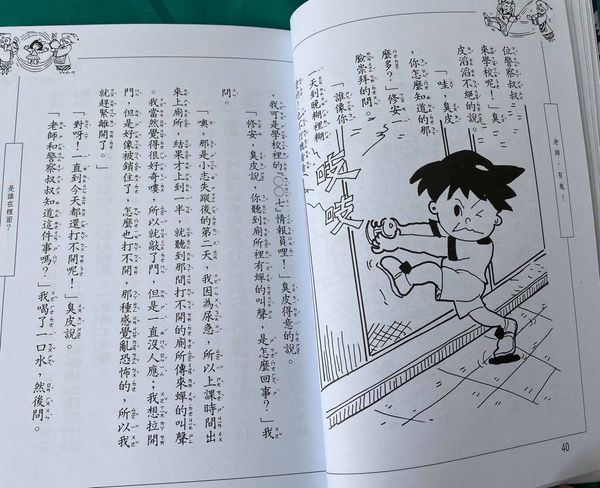 老師，有鬼！
位警察叔叔
來學校呢！」臭
皮滔滔不絕的說。
「哇，臭皮，
你怎麼知道的那
麼多？」修安一
臉崇拜的問。
「誰像你，
一天到晚糊裡糊
吱
吱
40
，我可是學校裡的○○七情報員哩！」臭皮得意的說。
「修安，臭皮說，你聽到廁所裡有蟬的叫聲，是怎麼回事？」我
問。
「噢，那是小志失蹤後的第二天，我因為尿急，所以上課時間出
來上廁所，結果才上到一半，就聽到那間打不開的廁所傳來蟬的叫聲
。我當然覺得很好奇嘍，所以就敲了門，但是一直沒人應；我想拉開
門，但是好像被鎖住了，怎麼也打不開，那種感覺亂恐怖的，所以我
就趕緊離開了。」
「對呀！一直到今天都還打不開呢！」臭皮說。
「老師和警察叔叔知道這件事嗎？」我喝了一口水，然後問。
是誰在裡面？